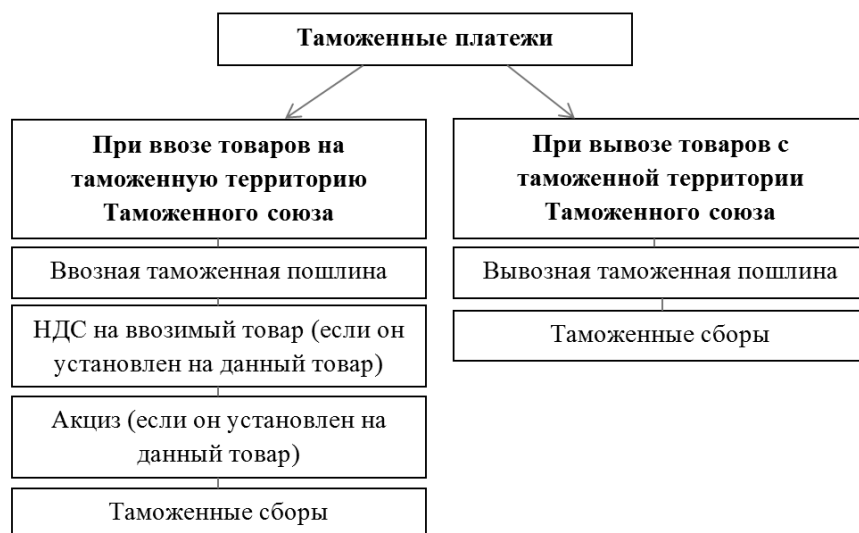 Таможенные платежи
При ввозе товаров на
таможенную территорию
Таможенного союза
Ввозная таможенная пошлина
НДС на ввозимый товар (если он
установлен на данный товар)
Акциз (если он установлен на
данный товар)
Таможенные сборы
При вывозе товаров с
таможенной территории
Таможенного союза
Вывозная таможенная пошлина
Таможенные сборы